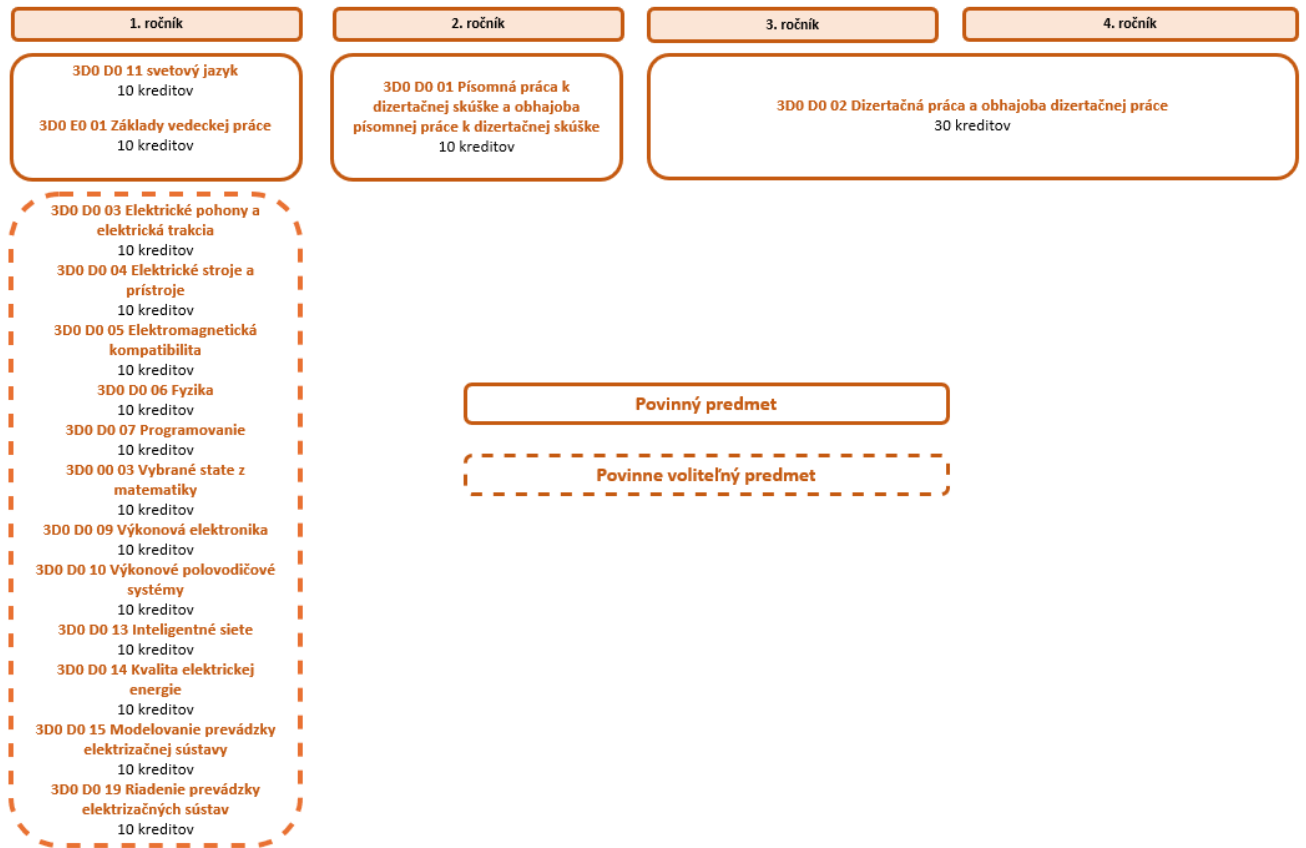 1. ročník
2. ročník
3. ročník
4. ročník
3D0 D0 11 svetový jazyk
10 kreditov
3D0 E0 01 Základy vedeckej práce
10 kreditov
3D0 D0 01 Písomná práca k
dizertačnej skúške a obhajoba
písomnej práce k dizertačnej skúške
10 kreditov
3D0 D0 02 Dizertačná práca a obhajoba dizertačnej práce
30 kreditov
3D0 D0 03 Elektrické pohony a
elektrická trakcia
10 kreditov
3D0 D0 04 Elektrické stroje a
prístroje
10 kreditov
3D0 D0 05 Elektromagnetická
kompatibilita
10 kreditov
3D0 D0 06 Fyzika
10 kreditov
3D0 D0 07 Programovanie
10 kreditov
3D0 00 03 Vybrané state z
matematiky
10 kreditov
3D0 D0 09 Výkonová elektronika
10 kreditov
3D0 D0 10 Výkonové polovodičové
systémy
10 kreditov
3D0 D0 13 Inteligentné siete
10 kreditov
3D0 D0 14 Kvalita elektrickej
energie
10 kreditov
3D0 D0 15 Modelovanie prevádzky
elektrizačnej sústavy
10 kreditov
3D0 D0 19 Riadenie prevádzky
elektrizačných sústav
10 kreditov
Povinný predmet
Povinne voliteľný predmet